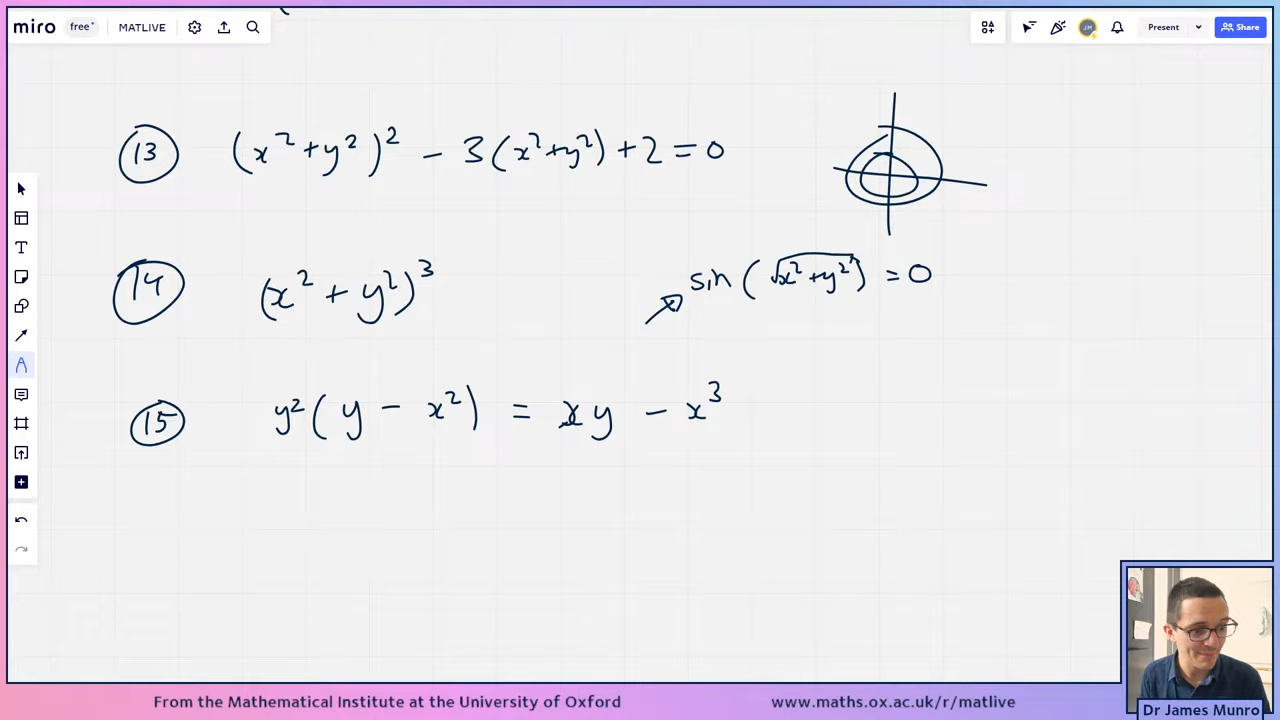 miro free MATLIVE Present Share
13 (x² + y²)² - 3(x² + y²) + 2 = 0
14 (x² + y²)³ sin(√x² + y²) = 0
15 y²(y - x²) = xy - x³
JM
From the Mathematical Institute at the University of Oxford www.maths.ox.ac.uk/r/matlive
Dr James Munro